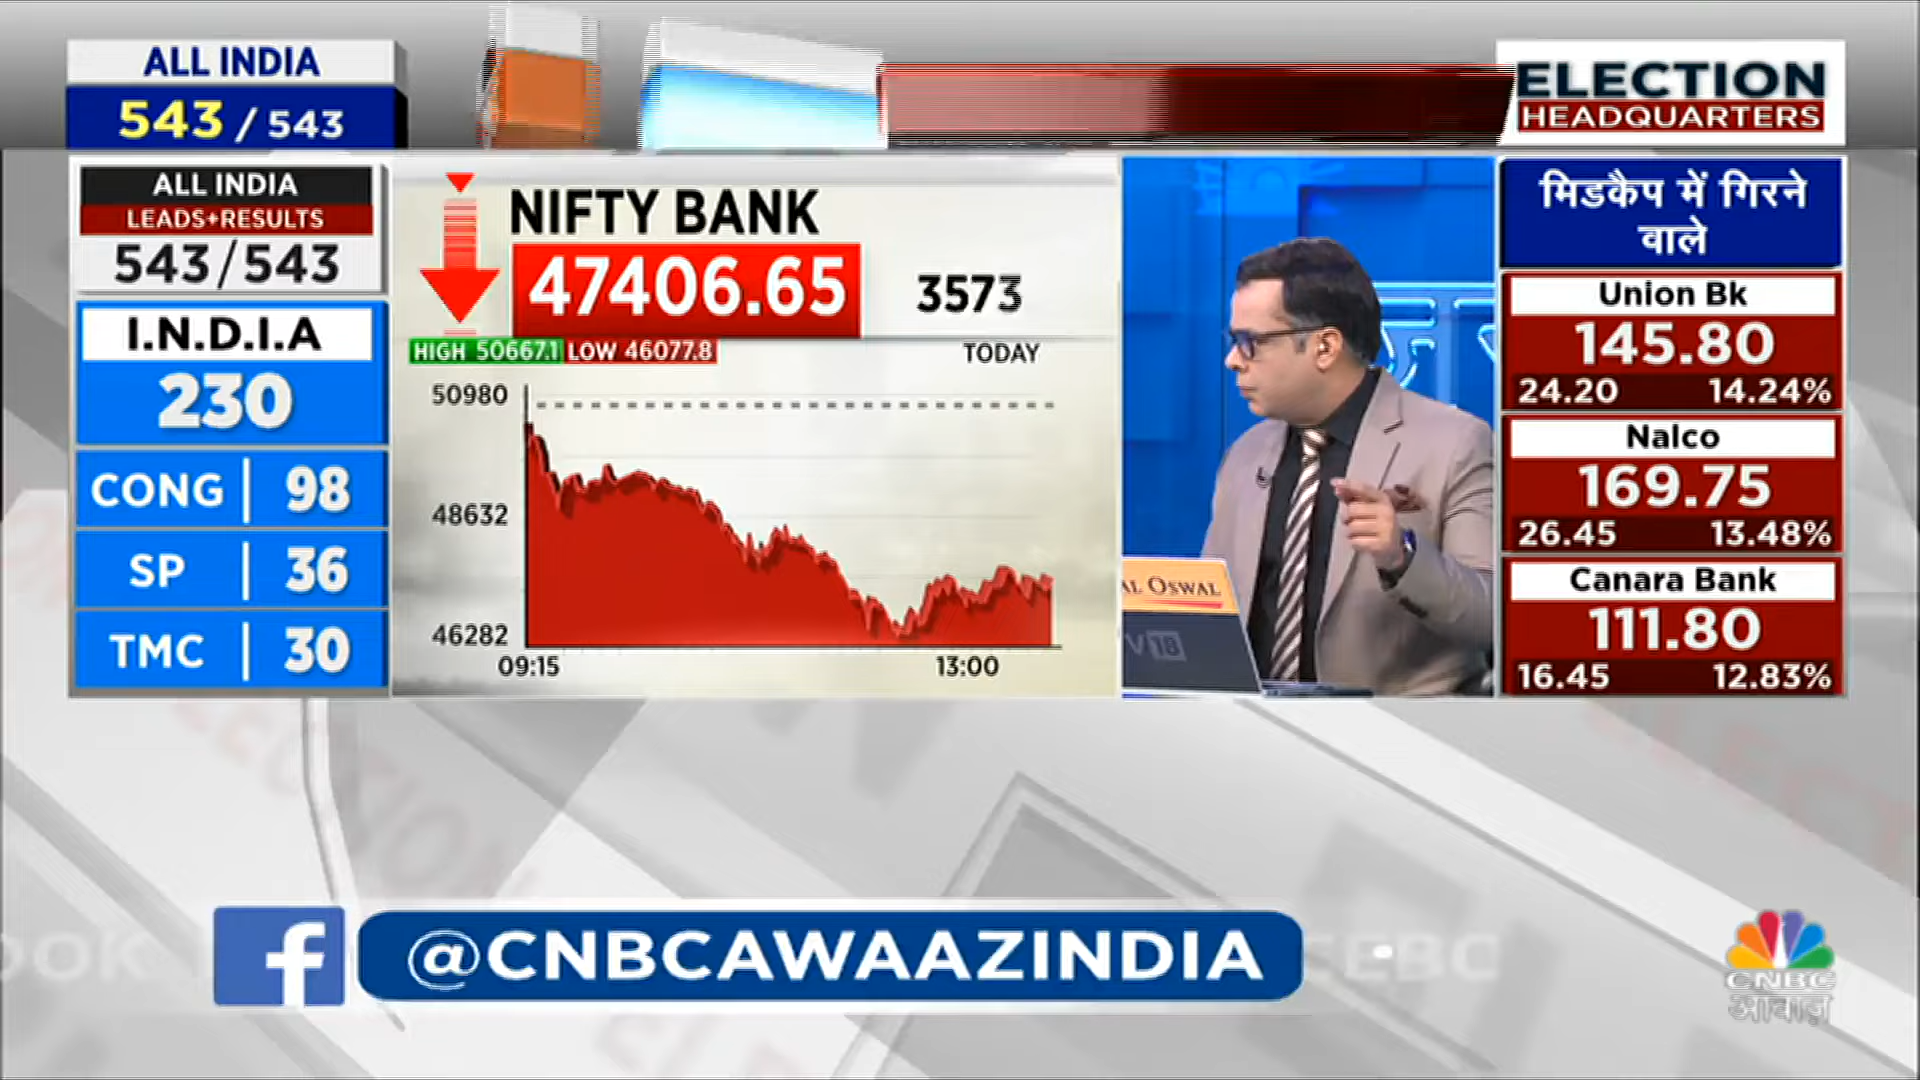 ALL INDIA
543 / 543
ELECTION
HEADQUARTERS
ALL INDIA
LEADS+RESULTS
543/543
I.N.D.I.A
230
CONG 98
SP 36
TMC 30
NIFTY BANK
47406.65 3573
HIGH 50667.1 LOW 46077.8 TODAY
50980
48632
46282
09:15 13:00
AL OSWAL
V18
मिडकैप में गिरने
वाले
Union Bk
145.80
24.20 14.24%
Nalco
169.75
26.45 13.48%
Canara Bank
111.80
16.45 12.83%
@CNBCAWAAZINDIA
CNBC
आवाज़